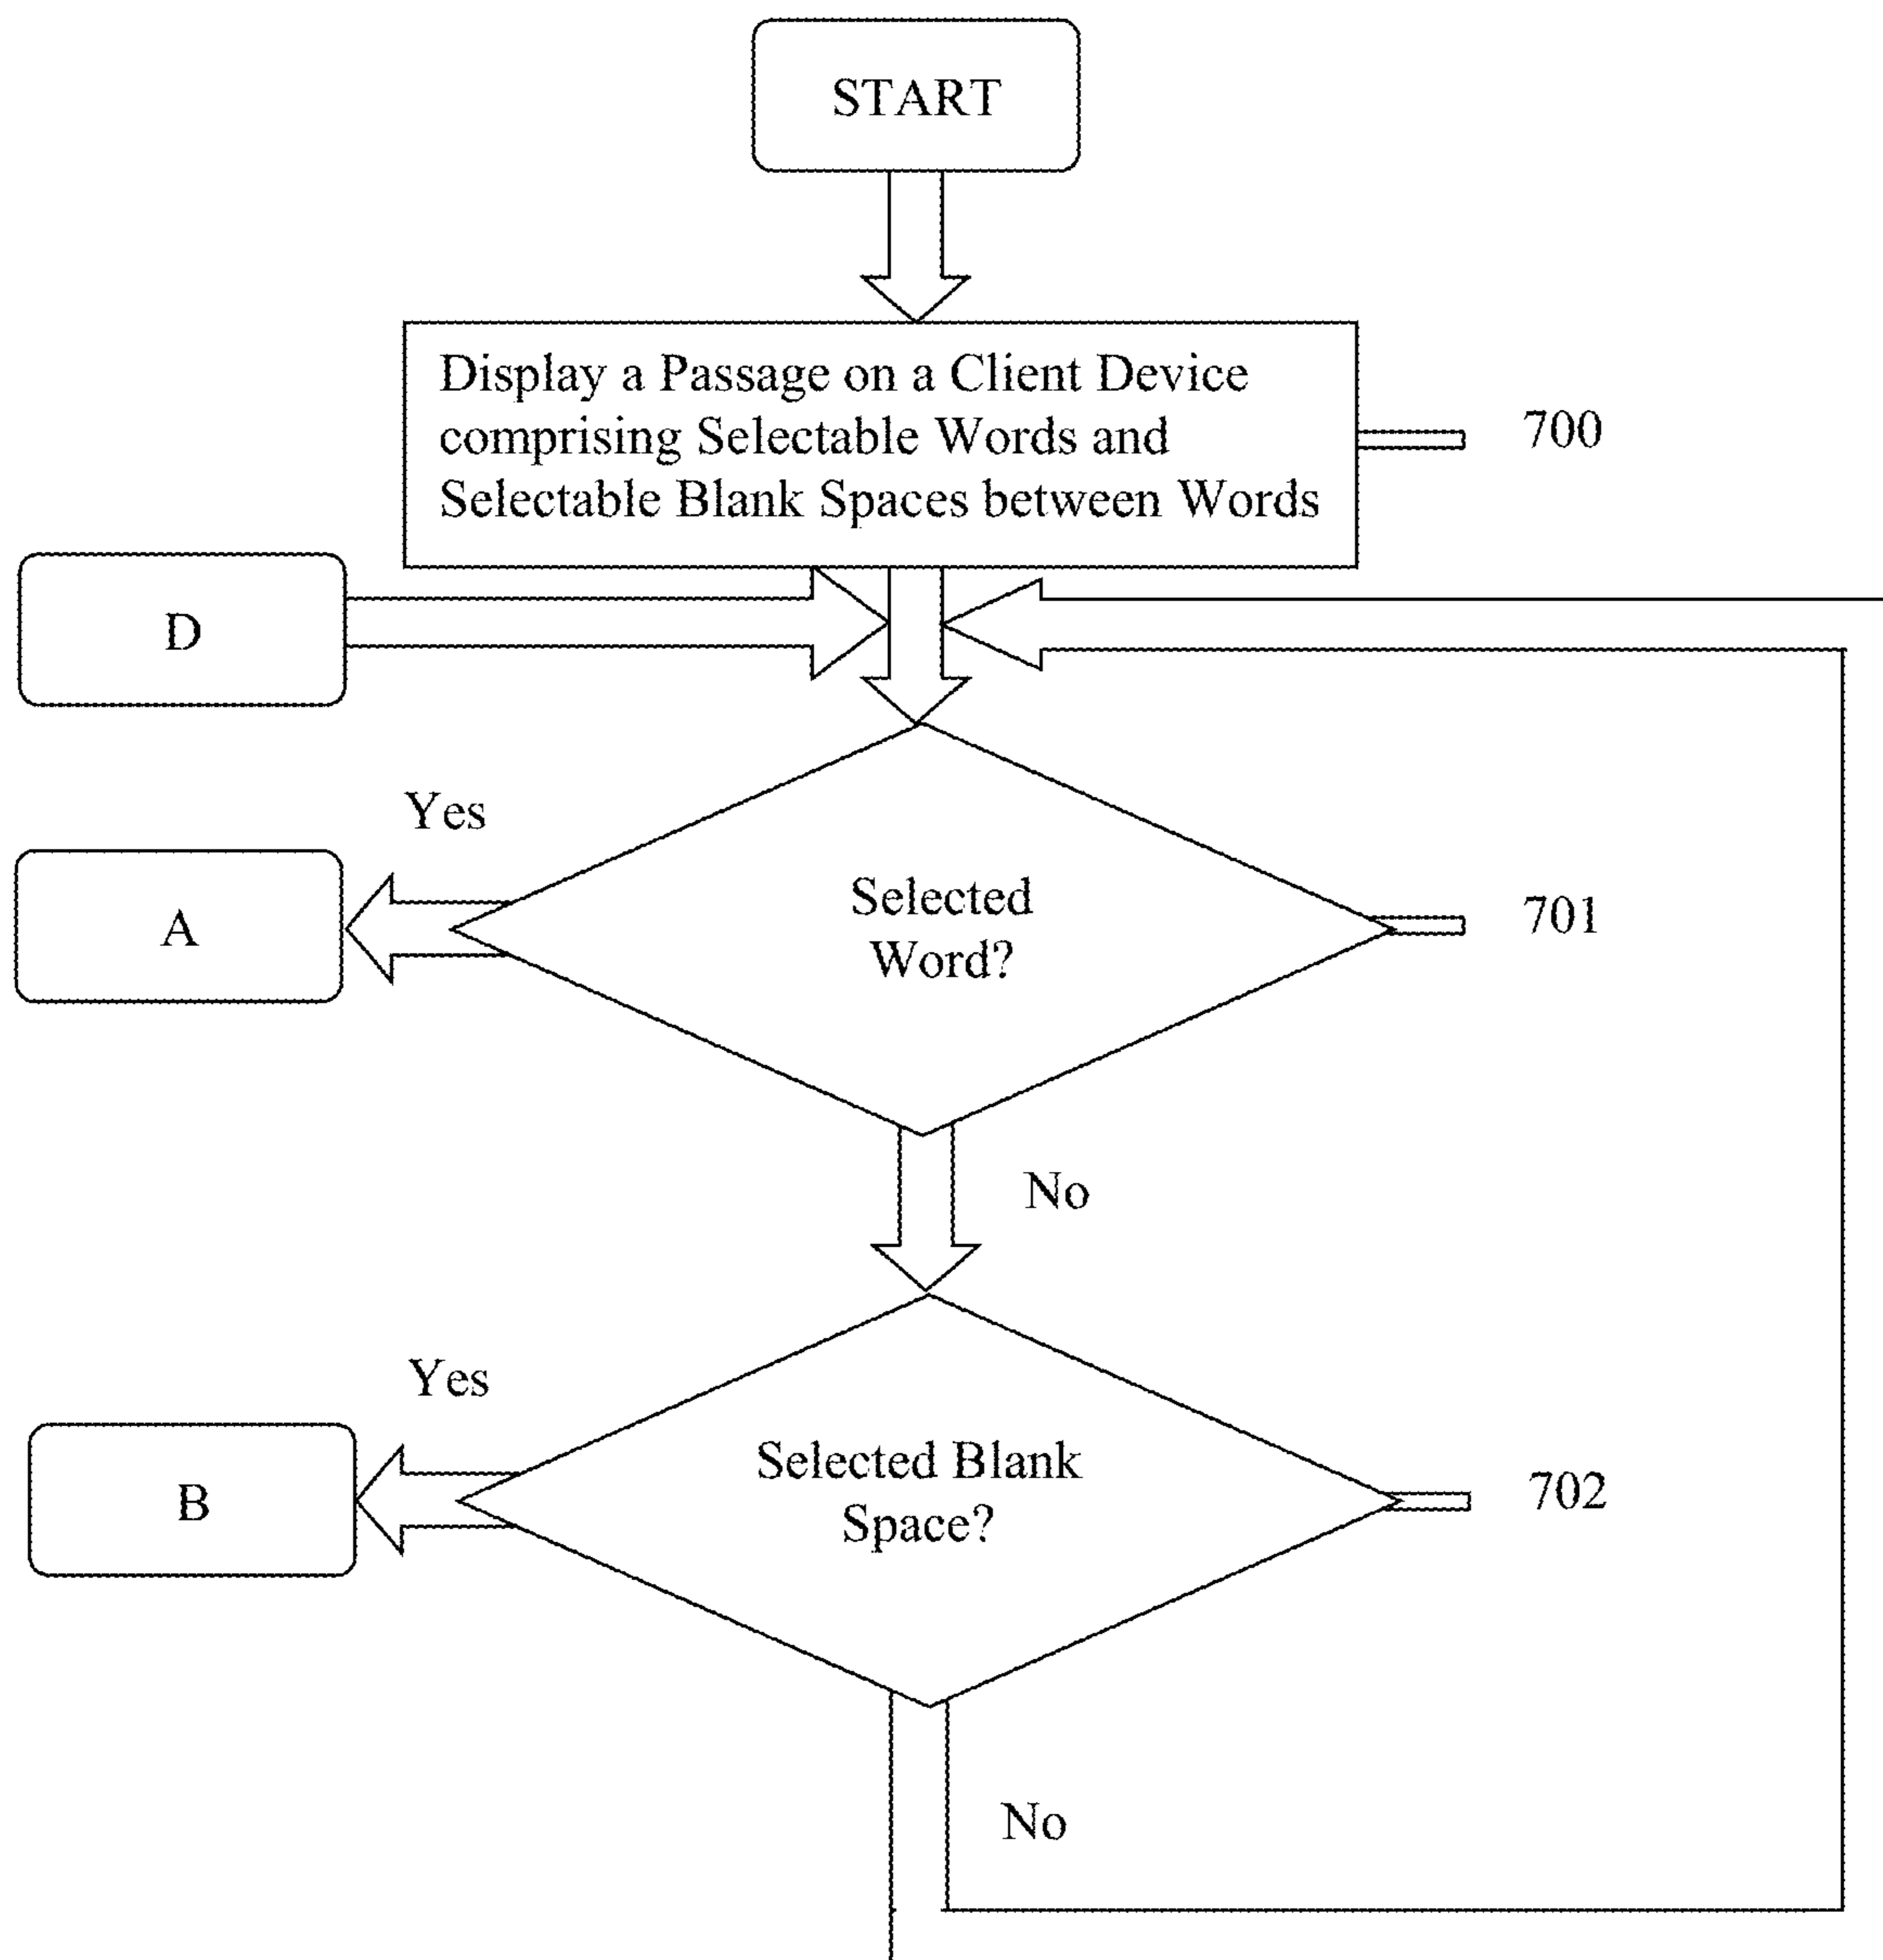 START
Display a Passage on a Client Device
comprising Selectable Words and
Selectable Blank Spaces between Words
700
D
Yes
A
Selected
Word?
701
No
Yes
B
Selected Blank
Space?
702
No